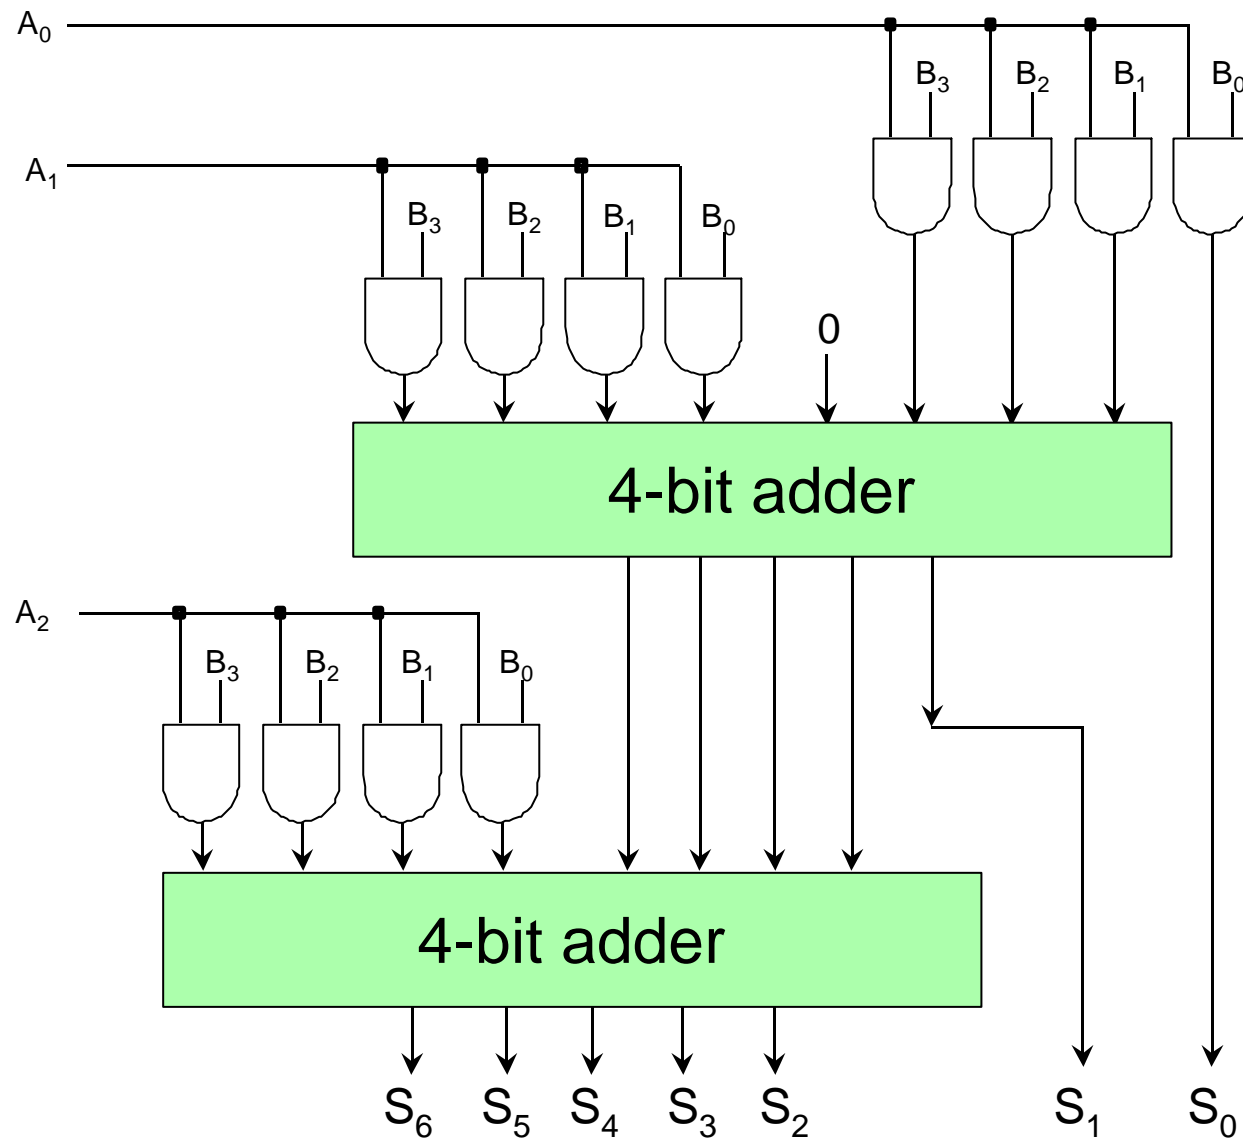 A₀
B₃ B₂ B₁ B₀
A₁
B₃ B₂ B₁ B₀
0
4-bit adder
A₂
B₃ B₂ B₁ B₀
4-bit adder
S₆ S₅ S₄ S₃ S₂ S₁ S₀